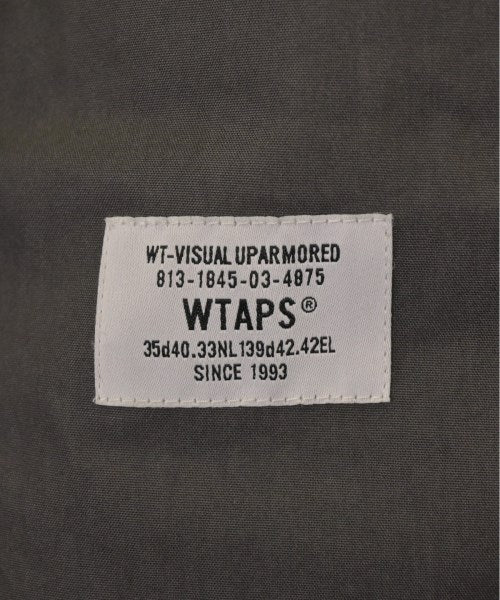 WT-VISUAL UPARMORED
813-1845-03-4875
WTAPS®
35d40.33NL139d42.42EL
SINCE 1993